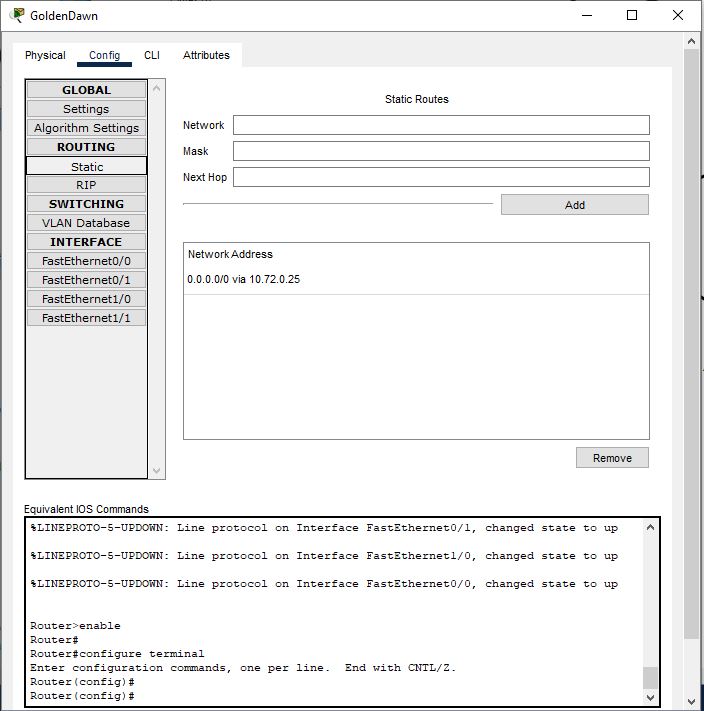 GoldenDawn
Physical Config CLI Attributes
GLOBAL
Settings
Algorithm Settings
ROUTING
Static
RIP
SWITCHING
VLAN Database
INTERFACE
FastEthernet0/0
FastEthernet0/1
FastEthernet1/0
FastEthernet1/1
Static Routes
Network
Mask
Next Hop
Add
Network Address
0.0.0.0/0 via 10.72.0.25
Remove
Equivalent IOS Commands
%LINEPROTO-5-UPDOWN: Line protocol on Interface FastEthernet0/1, changed state to up
%LINEPROTO-5-UPDOWN: Line protocol on Interface FastEthernet1/0, changed state to up
%LINEPROTO-5-UPDOWN: Line protocol on Interface FastEthernet0/0, changed state to up
Router>enable
Router#
Router#configure terminal
Enter configuration commands, one per line.  End with CNTL/Z.
Router(config)#
Router(config)#